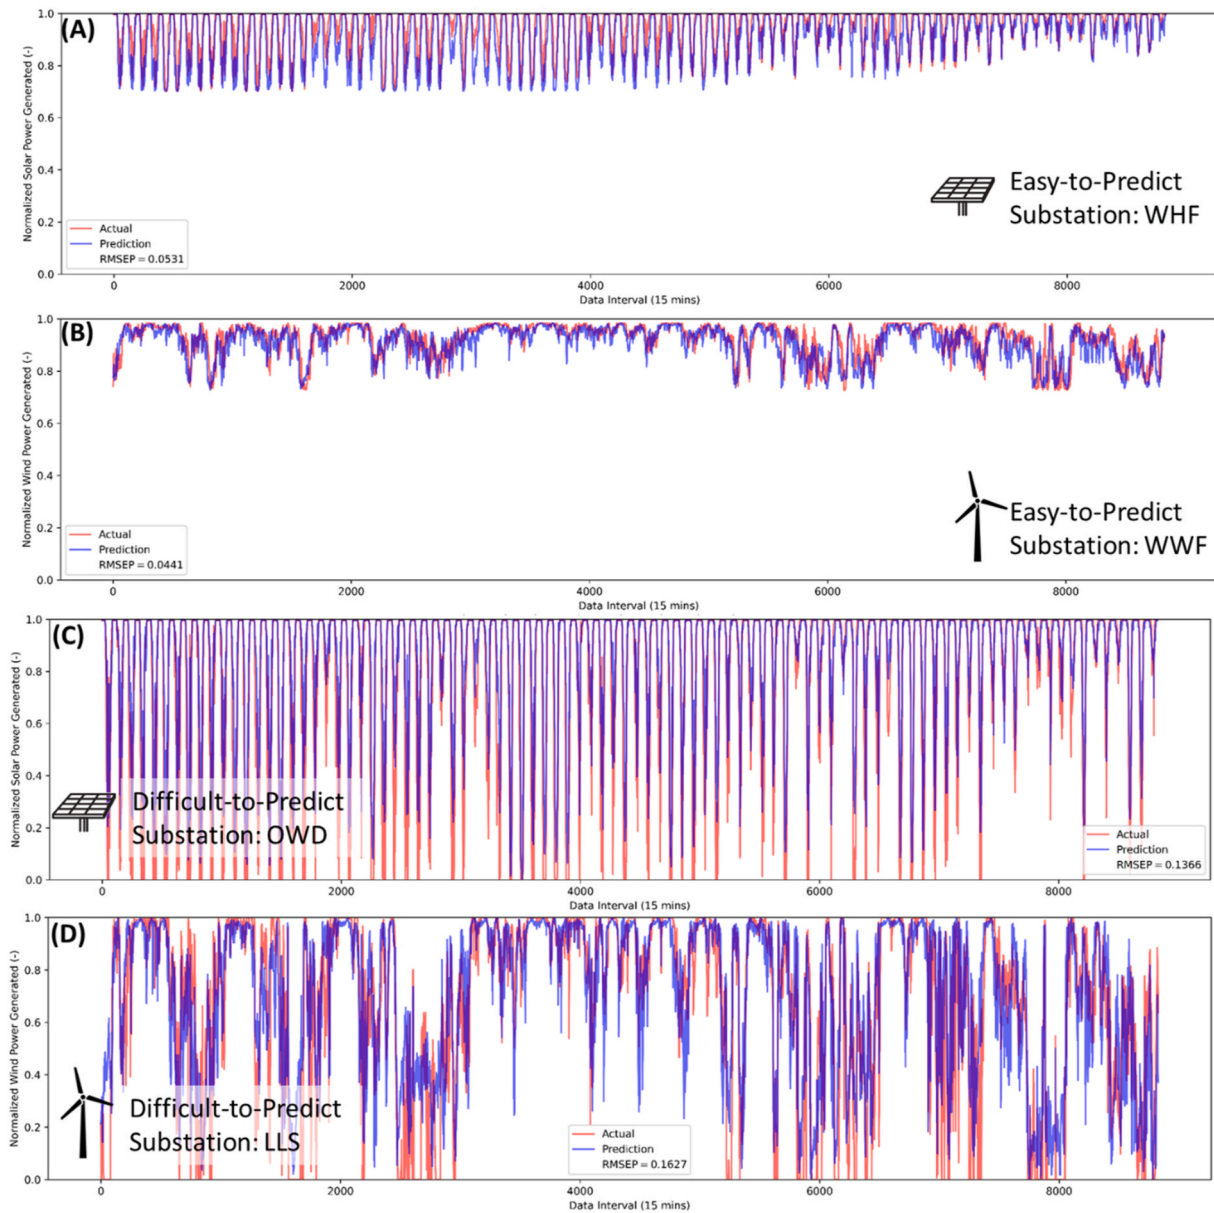 (A)
Normalized Solar Power Generated (-)
1.0
0.8
0.6
0.4
0.2
0.0
Easy-to-Predict
Substation: WHF
Actual
Prediction
RMSEP = 0.0531
0 2000 4000 6000 8000
Data Interval (15 mins)
(B)
Normalized Wind Power Generated (-)
1.0
0.8
0.6
0.4
0.2
0.0
Easy-to-Predict
Substation: WWF
Actual
Prediction
RMSEP = 0.0441
0 2000 4000 6000 8000
Data Interval (15 mins)
(C)
Normalized Solar Power Generated (-)
1.0
0.8
0.6
0.4
0.2
0.0
Difficult-to-Predict
Substation: OWD
Actual
Prediction
RMSEP = 0.1366
0 2000 4000 6000 8000
Data Interval (15 mins)
(D)
Normalized Wind Power Generated (-)
1.0
0.8
0.6
0.4
0.2
0.0
Difficult-to-Predict
Substation: LLS
Actual
Prediction
RMSEP = 0.1627
0 2000 4000 6000 8000
Data Interval (15 mins)